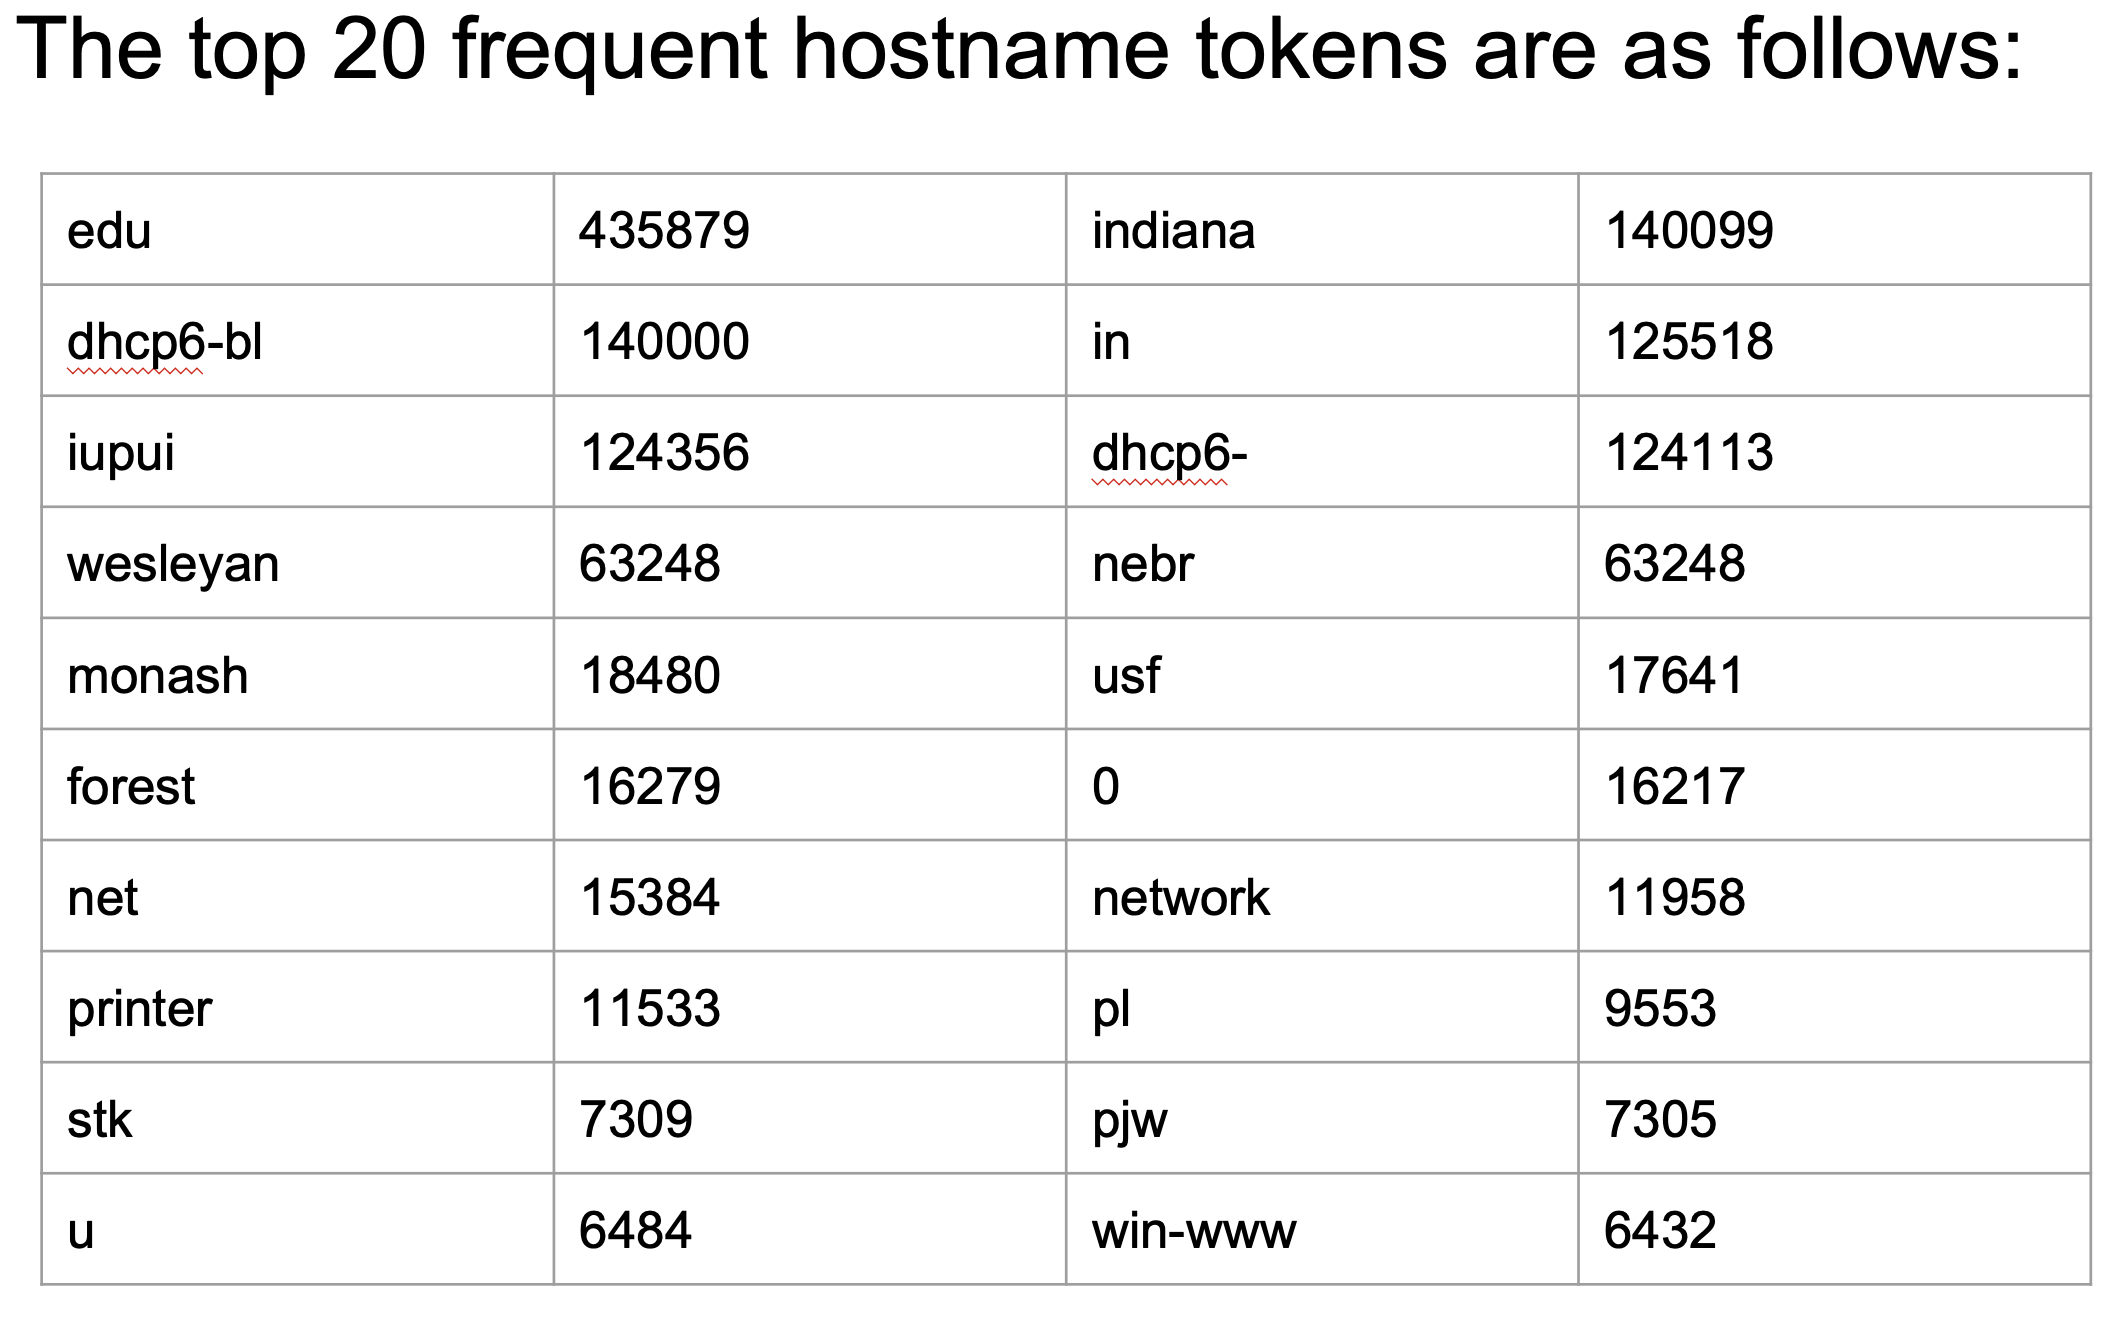 The top 20 frequent hostname tokens are as follows:
edu 435879 indiana 140099
dhcp6-bl 140000 in 125518
iupui 124356 dhcp6- 124113
wesleyan 63248 nebr 63248
monash 18480 usf 17641
forest 16279 0 16217
net 15384 network 11958
printer 11533 pl 9553
stk 7309 pjw 7305
u 6484 win-www 6432